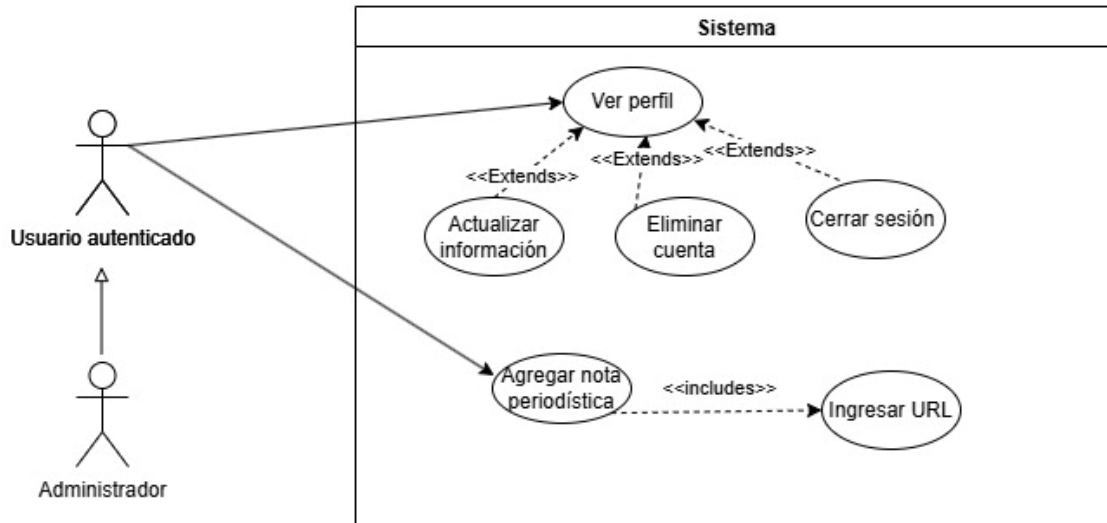 Sistema
Ver perfil
<<Extends>>
<<Extends>>
<<Extends>>
Actualizar
información
Eliminar
cuenta
Cerrar sesión
Usuario autenticado
Agregar nota
periodística
<<includes>>
Ingresar URL
Administrador